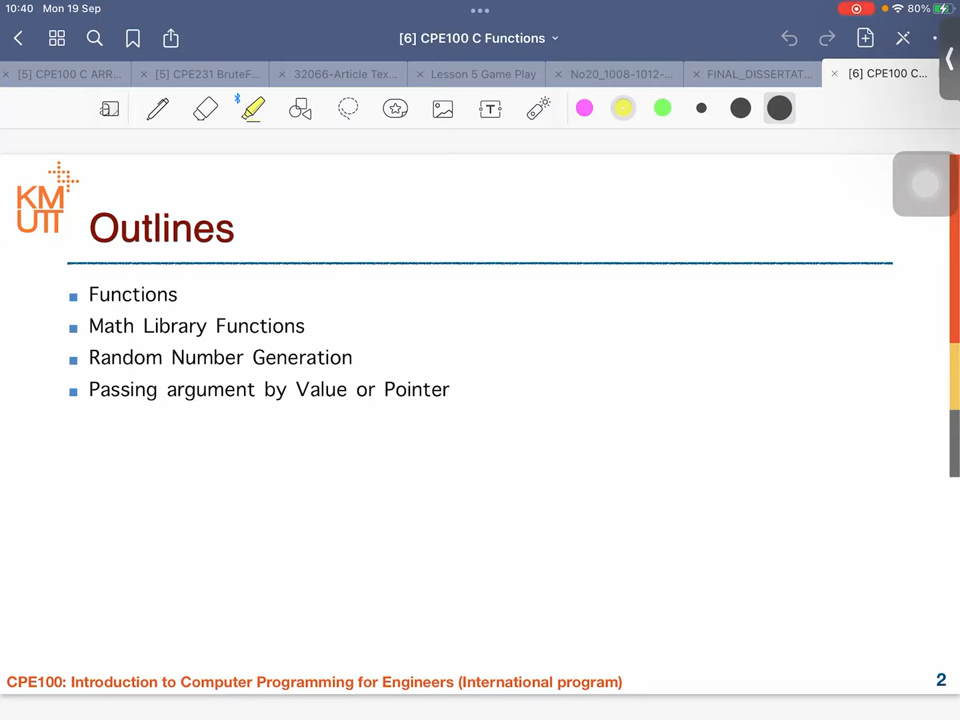 10:40 Mon 19 Sep
80%
[6] CPE100 C Functions
[5] CPE100 C ARR...
[5] CPE231 BruteF...
32066-Article Tex...
Lesson 5 Game Play
No20_1008-1012-...
FINAL_DISSERTAT...
[6] CPE100 C...
T
KM
UTT
Outlines
Functions
Math Library Functions
Random Number Generation
Passing argument by Value or Pointer
CPE100: Introduction to Computer Programming for Engineers (International program)
2